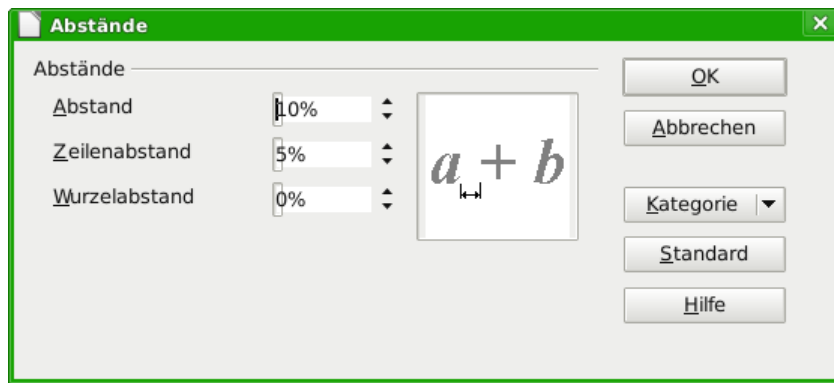 Abstände
Abstände
Abstand 10%
Zeilenabstand 5%
Wurzelabstand 0%
a + b
OK
Abbrechen
Kategorie
Standard
Hilfe